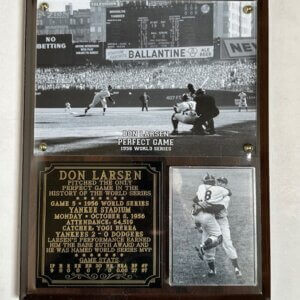 NO
BETTING
BALLANTINE
DON LARSEN
PERFECT GAME
1956 WORLD SERIES
DON LARSEN
PITCHED THE ONLY
PERFECT GAME IN THE
HISTORY OF THE WORLD SERIES
GAME 5 • 1956 WORLD SERIES
YANKEE STADIUM
MONDAY • OCTOBER 8, 1956
ATTENDANCE: 64,519
CATCHER: YOGI BERRA
YANKEES 2 - 0 DODGERS
LARSEN'S PERFORMANCE EARNED
HIM THE BABE RUTH AWARD AND
HE WAS NAMED WORLD SERIES MVP
GAME STATS
8